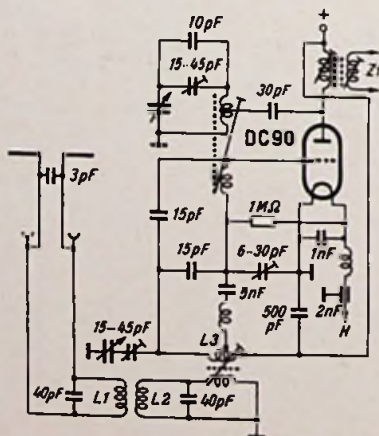 10pF
+
15-45pF
30pF
DC90
3pF
1MΩ
15pF
15pF
6-30pF
1nF
5nF
15-45pF
500
pF
2nF
L3
H
40pF
L1
L2
40pF